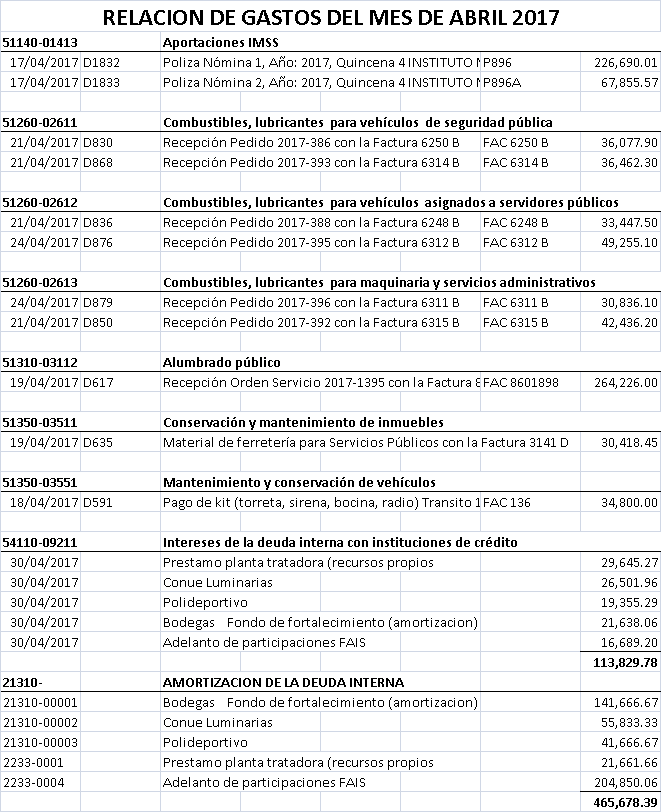 RELACION DE GASTOS DEL MES DE ABRIL 2017
51140-01413 Aportaciones IMSS
17/04/2017 D1832 Poliza Nómina 1, Año: 2017, Quincena 4 INSTITUTO P896 226,690.01
17/04/2017 D1833 Poliza Nómina 2, Año: 2017, Quincena 4 INSTITUTO P896A 67,855.57
51260-02611 Combustibles, lubricantes para vehículos de seguridad pública
21/04/2017 D830 Recepción Pedido 2017-386 con la Factura 6250 B FAC 6250 B 36,077.90
21/04/2017 D868 Recepción Pedido 2017-393 con la Factura 6314 B FAC 6314 B 36,462.30
51260-02612 Combustibles, lubricantes para vehículos asignados a servidores públicos
21/04/2017 D836 Recepción Pedido 2017-388 con la Factura 6248 B FAC 6248 B 33,447.50
24/04/2017 D876 Recepción Pedido 2017-395 con la Factura 6312 B FAC 6312 B 49,255.10
51260-02613 Combustibles, lubricantes para maquinaria y servicios administrativos
24/04/2017 D879 Recepción Pedido 2017-396 con la Factura 6311 B FAC 6311 B 30,836.10
21/04/2017 D850 Recepción Pedido 2017-392 con la Factura 6315 B FAC 6315 B 42,436.20
51310-03112 Alumbrado público
19/04/2017 D617 Recepción Orden Servicio 2017-1395 con la Factura 8 FAC 8601898 264,226.00
51350-03511 Conservación y mantenimiento de inmuebles
19/04/2017 D635 Material de ferretería para Servicios Públicos con la Factura 3141 D 30,418.45
51350-03551 Mantenimiento y conservación de vehículos
18/04/2017 D591 Pago de kit (torreta, sirena, bocina, radio) Transito 1 FAC 136 34,800.00
54110-09211 Intereses de la deuda interna con instituciones de crédito
30/04/2017 Prestamo planta tratadora (recursos propios 29,645.27
30/04/2017 Conue Luminarias 26,501.96
30/04/2017 Polideportivo 19,355.29
30/04/2017 Bodegas Fondo de fortalecimiento (amortizacion) 21,638.06
30/04/2017 Adelanto de participaciones FAIS 16,689.20
113,829.78
21310- AMORTIZACION DE LA DEUDA INTERNA
21310-00001 Bodegas Fondo de fortalecimiento (amortizacion) 141,666.67
21310-00002 Conue Luminarias 55,833.33
21310-00003 Polideportivo 41,666.67
2233-0001 Prestamo planta tratadora (recursos propios 21,661.66
2233-0004 Adelanto de participaciones FAIS 204,850.06
465,678.39